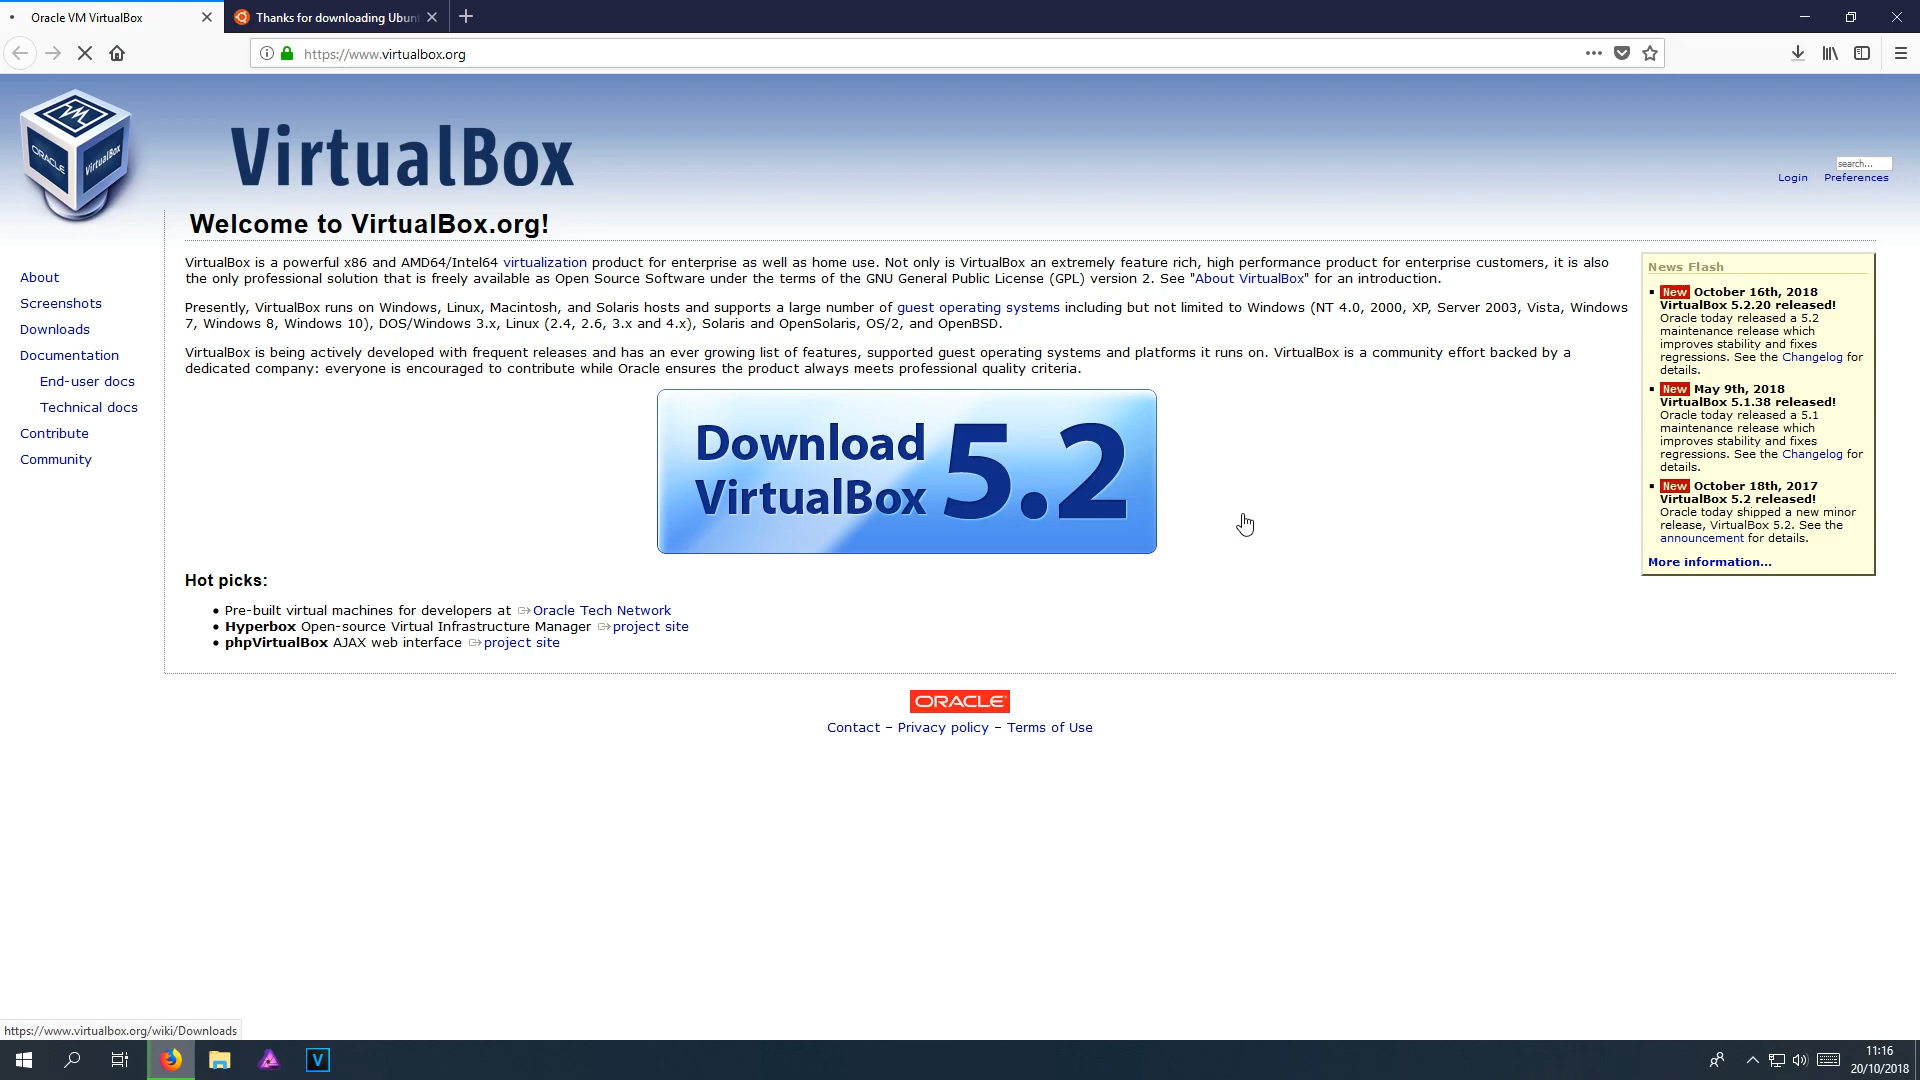 Oracle VM VirtualBox
Thanks for downloading Ubun
https://www.virtualbox.org
ORACLE
VirtualBox
VirtualBox
search...
Login
Preferences
Welcome to VirtualBox.org!
About
Screenshots
Downloads
Documentation
End-user docs
Technical docs
Contribute
Community
VirtualBox is a powerful x86 and AMD64/Intel64 virtualization product for enterprise as well as home use. Not only is VirtualBox an extremely feature rich, high performance product for enterprise customers, it is also
the only professional solution that is freely available as Open Source Software under the terms of the GNU General Public License (GPL) version 2. See "About VirtualBox" for an introduction.
Presently, VirtualBox runs on Windows, Linux, Macintosh, and Solaris hosts and supports a large number of guest operating systems including but not limited to Windows (NT 4.0, 2000, XP, Server 2003, Vista, Windows
7, Windows 8, Windows 10), DOS/Windows 3.x, Linux (2.4, 2.6, 3.x and 4.x), Solaris and OpenSolaris, OS/2, and OpenBSD.
VirtualBox is being actively developed with frequent releases and has an ever growing list of features, supported guest operating systems and platforms it runs on. VirtualBox is a community effort backed by a
dedicated company: everyone is encouraged to contribute while Oracle ensures the product always meets professional quality criteria.
Download
VirtualBox 5.2
Hot picks:
Pre-built virtual machines for developers at Oracle Tech Network
Hyperbox Open-source Virtual Infrastructure Manager project site
phpVirtualBox AJAX web interface project site
News Flash
New October 16th, 2018
VirtualBox 5.2.20 released!
Oracle today released a 5.2
maintenance release which
improves stability and fixes
regressions. See the Changelog for
details.
New May 9th, 2018
VirtualBox 5.1.38 released!
Oracle today released a 5.1
maintenance release which
improves stability and fixes
regressions. See the Changelog for
details.
New October 18th, 2017
VirtualBox 5.2 released!
Oracle today shipped a new minor
release, VirtualBox 5.2. See the
announcement for details.
More information...
ORACLE
Contact – Privacy policy – Terms of Use
https://www.virtualbox.org/wiki/Downloads
V
11:16
20/10/2018